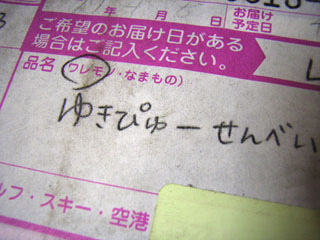 年 月 日 お届け
予定日
ご希望のお届け日がある
場合はご記入ください。
品名 (ワレモノ・なまもの)
ゆきぴゅーせんべい
ルフ・スキー・空港